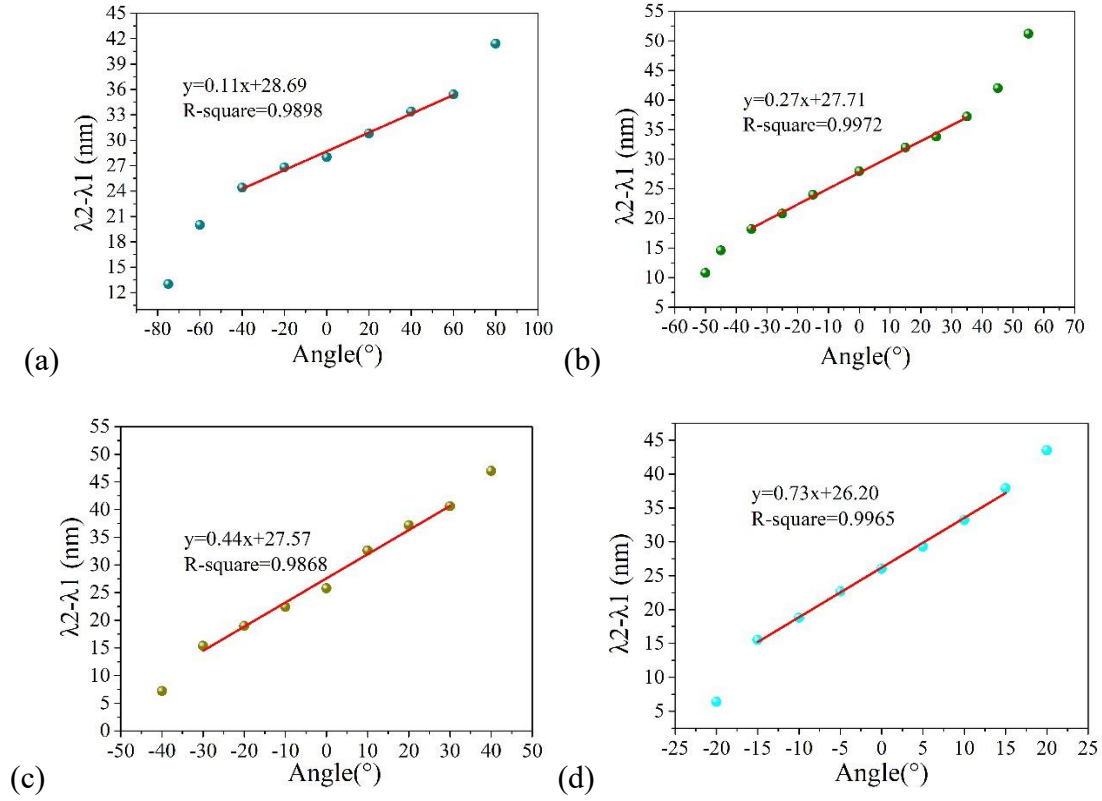 45
42
39
36
33
30
27
24
21
18
15
12
λ2-λ1 (nm)
y=0.11x+28.69
R-square=0.9898
-80 -60 -40 -20 0 20 40 60 80 100
Angle(°)
(a)
55
50
45
40
35
30
25
20
15
10
5
λ2-λ1 (nm)
y=0.27x+27.71
R-square=0.9972
-60 -50 -40 -30 -20 -10 0 10 20 30 40 50 60 70
Angle(°)
(b)
55
50
45
40
35
30
25
20
15
10
5
0
λ2-λ1 (nm)
y=0.44x+27.57
R-square=0.9868
-50 -40 -30 -20 -10 0 10 20 30 40 50
Angle(°)
(c)
45
40
35
30
25
20
15
10
5
λ2-λ1 (nm)
y=0.73x+26.20
R-square=0.9965
-25 -20 -15 -10 -5 0 5 10 15 20 25
Angle(°)
(d)